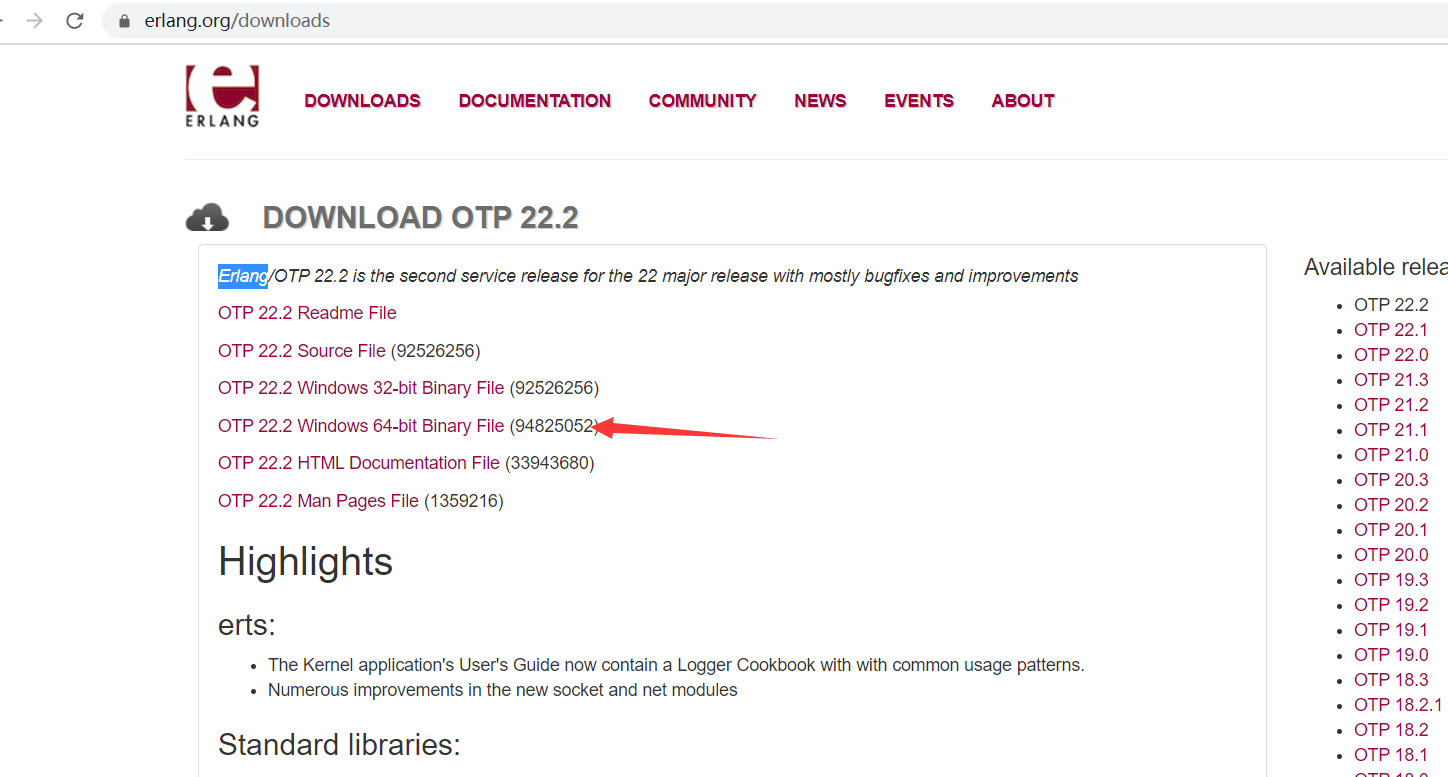 erlang.org/downloads
ERLANG
DOWNLOADS DOCUMENTATION COMMUNITY NEWS EVENTS ABOUT
DOWNLOAD OTP 22.2
Erlang/OTP 22.2 is the second service release for the 22 major release with mostly bugfixes and improvements
OTP 22.2 Readme File
OTP 22.2 Source File (92526256)
OTP 22.2 Windows 32-bit Binary File (92526256)
OTP 22.2 Windows 64-bit Binary File (94825052)
OTP 22.2 HTML Documentation File (33943680)
OTP 22.2 Man Pages File (1359216)
Highlights
erts:
The Kernel application's User's Guide now contain a Logger Cookbook with with common usage patterns.
Numerous improvements in the new socket and net modules
Standard libraries:
Available relea
OTP 22.2
OTP 22.1
OTP 22.0
OTP 21.3
OTP 21.2
OTP 21.1
OTP 21.0
OTP 20.3
OTP 20.2
OTP 20.1
OTP 20.0
OTP 19.3
OTP 19.2
OTP 19.1
OTP 19.0
OTP 18.3
OTP 18.2.1
OTP 18.2
OTP 18.1